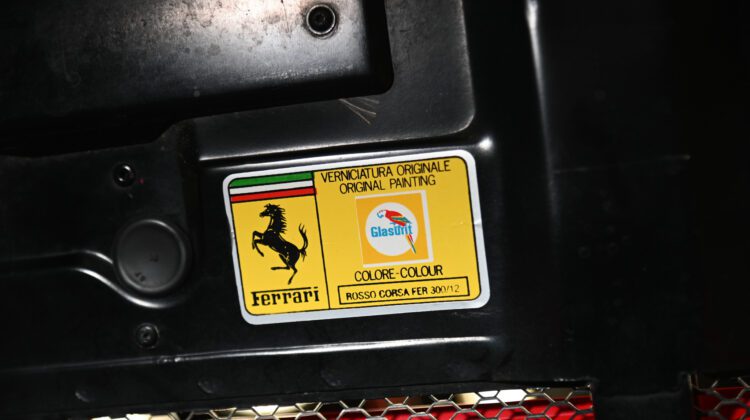 VERNICIATURA ORIGINALE
ORIGINAL PAINTING
Glasurit
COLORE-COLOUR
Ferrari
ROSSO CORSA FER 300/12